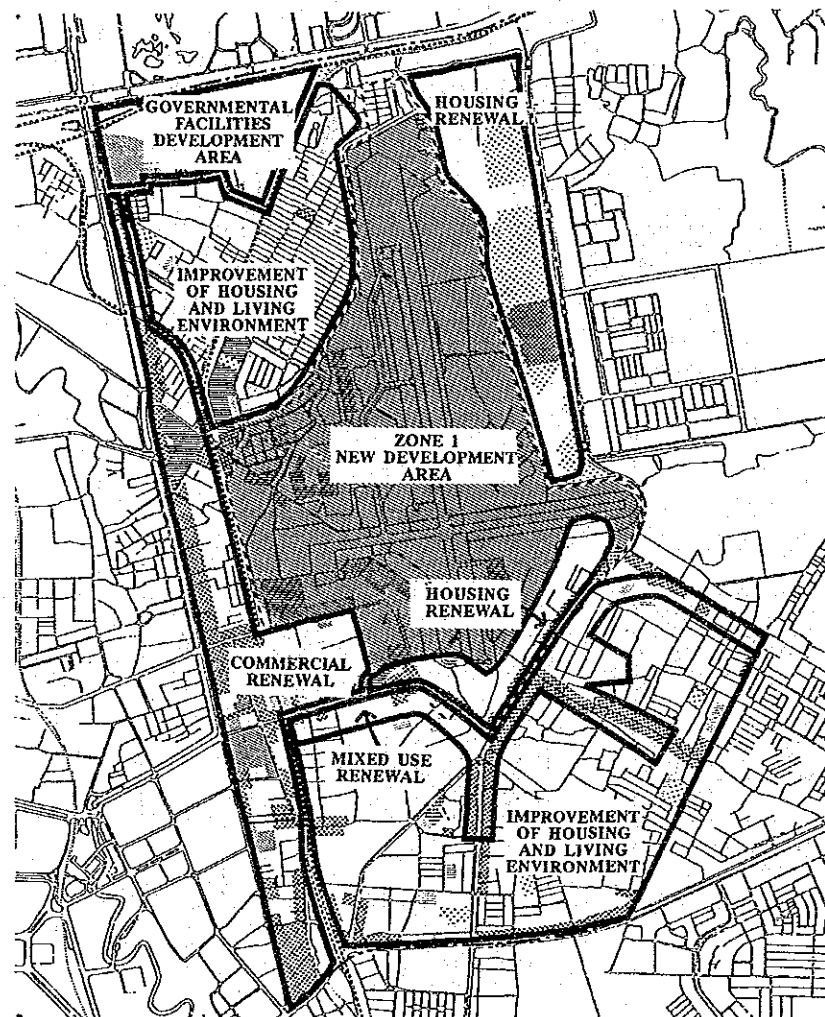 GOVERNMENTAL
FACILITIES
DEVELOPMENT
AREA
HOUSING
RENEWAL
IMPROVEMENT
OF HOUSING
AND LIVING
ENVIRONMENT
ZONE 1
NEW DEVELOPMENT
AREA
HOUSING
RENEWAL
COMMERCIAL
RENEWAL
MIXED USE
RENEWAL
IMPROVEMENT
OF HOUSING
AND LIVING
ENVIRONMENT